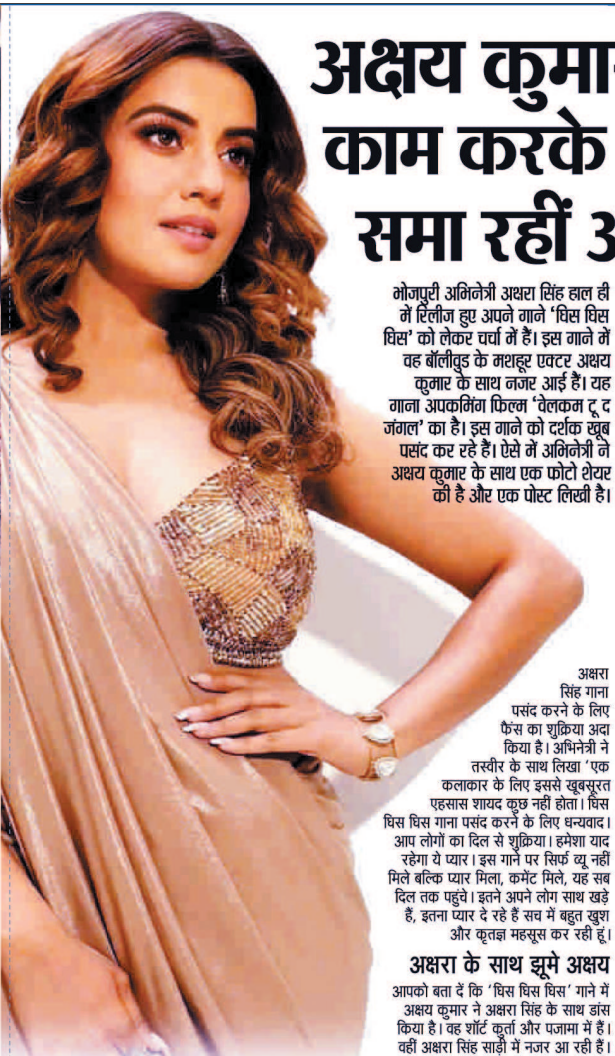 अक्षय कुमा
काम करके
समा रहीं
भोजपुरी अभिनेत्री अक्षरा सिंह हाल ही
में रिलीज हुए अपने गाने ‘घिस घिस
घिस’ को लेकर चर्चा में हैं। इस गाने में
वह बॉलीवुड के मशहूर एक्टर अक्षय
कुमार के साथ नजर आई हैं। यह
गाना अपकमिंग फिल्म ‘वेलकम टू द
जंगल’ का है। इस गाने को दर्शक खूब
पसंद कर रहे हैं। ऐसे में अभिनेत्री ने
अक्षय कुमार के साथ एक फोटो शेयर
की है और एक पोस्ट लिखी है।
अक्षरा
सिंह गाना
पसंद करने के लिए
फैंस का शुक्रिया अदा
किया है। अभिनेत्री ने
तस्वीर के साथ लिखा ‘एक
कलाकार के लिए इससे खूबसूरत
एहसास शायद कुछ नहीं होता। घिस
घिस घिस गाना पसंद करने के लिए धन्यवाद।
आप लोगों का दिल से शुक्रिया। हमेशा याद
रहेगा ये प्यार। इस गाने पर सिर्फ व्यू नहीं
मिले बल्कि प्यार मिला, कमेंट मिले, यह सब
दिल तक पहुंचे। इतने अपने लोग साथ खड़े
हैं, इतना प्यार दे रहे हैं सच में बहुत खुश
और कृतज्ञ महसूस कर रही हूं।
अक्षरा के साथ झूमे अक्षय
आपको बता दें कि ‘घिस घिस घिस’ गाने में
अक्षय कुमार ने अक्षरा सिंह के साथ डांस
किया है। वह शॉर्ट कुर्ता और पजामा में हैं।
वहीं अक्षरा सिंह साड़ी में नजर आ रही हैं।